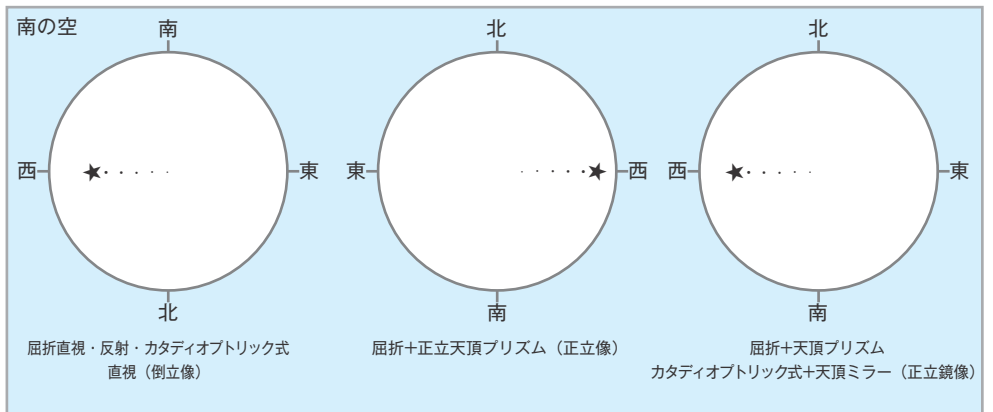 南の空
南
西
東
北
屈折直視・反射・カタディオプトリック式
直視（倒立像）
北
東
西
南
屈折+正立天頂プリズム（正立像）
北
西
東
南
屈折+天頂プリズム
カタディオプトリック式+天頂ミラー（正立鏡像）